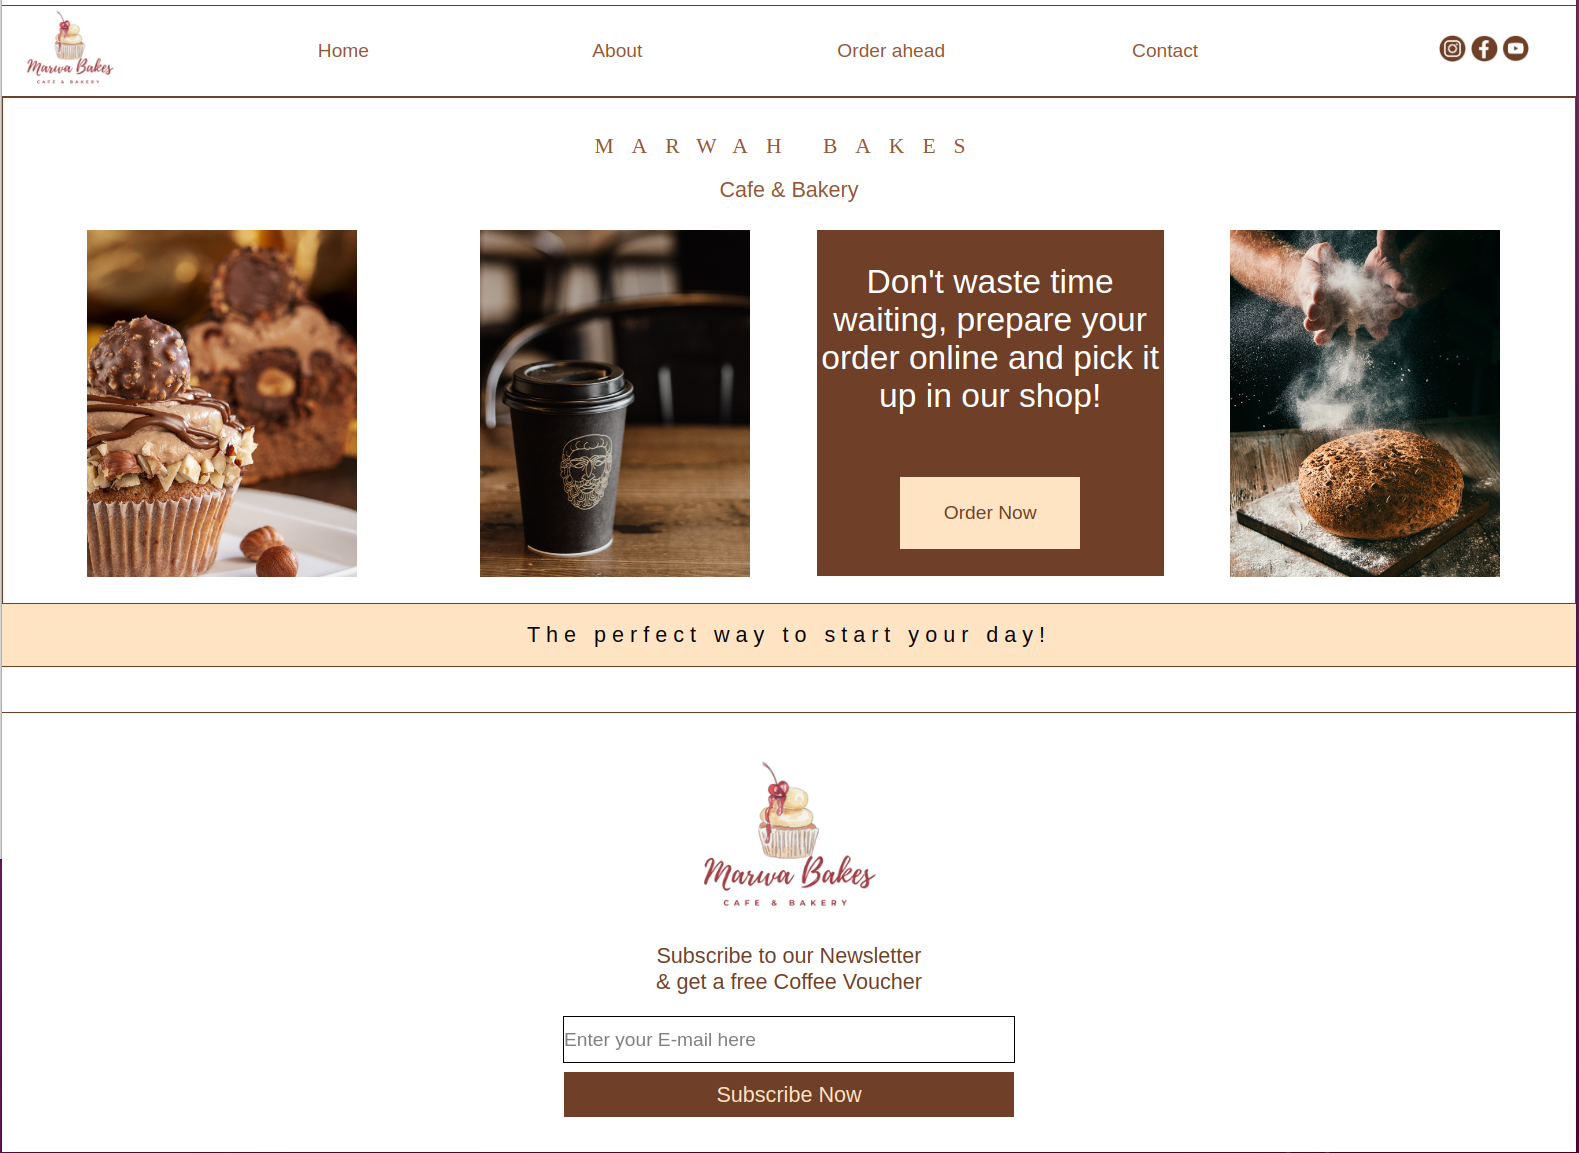 Marwa Bakes
CAFE & BAKERY
Home
About
Order ahead
Contact
MARWAH BAKES
Cafe & Bakery
Don't waste time
waiting, prepare your
order online and pick it
up in our shop!
Order Now
The perfect way to start your day!
Marwa Bakes
CAFE & BAKERY
Subscribe to our Newsletter
& get a free Coffee Voucher
Enter your E-mail here
Subscribe Now